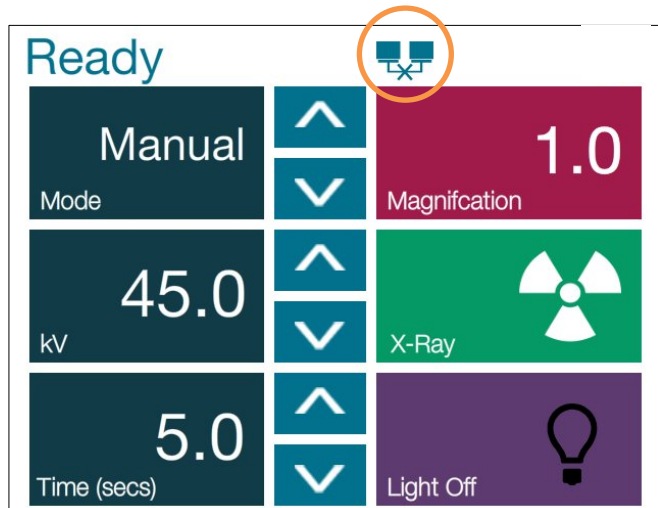 Ready
Manual
Mode
1.0
Magnifcation
45.0
kV
X-Ray
5.0
Time (secs)
Light Off